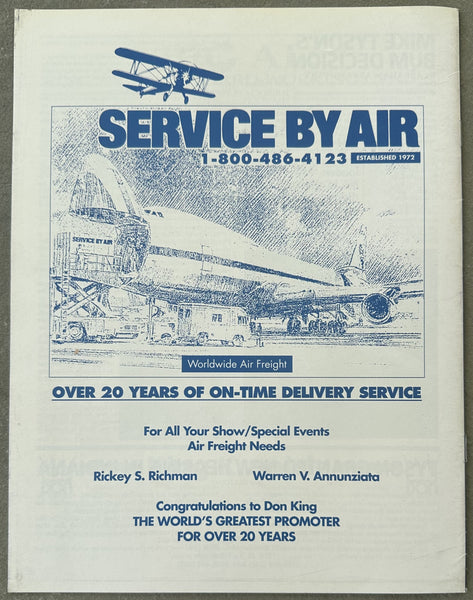 SERVICE BY AIR
1-800-486-4123 ESTABLISHED 1972
SERVICE BY AIR
Worldwide Air Freight
OVER 20 YEARS OF ON-TIME DELIVERY SERVICE
For All Your Show/Special Events
Air Freight Needs
Rickey S. Richman Warren V. Annunziata
Congratulations to Don King
THE WORLD'S GREATEST PROMOTER
FOR OVER 20 YEARS